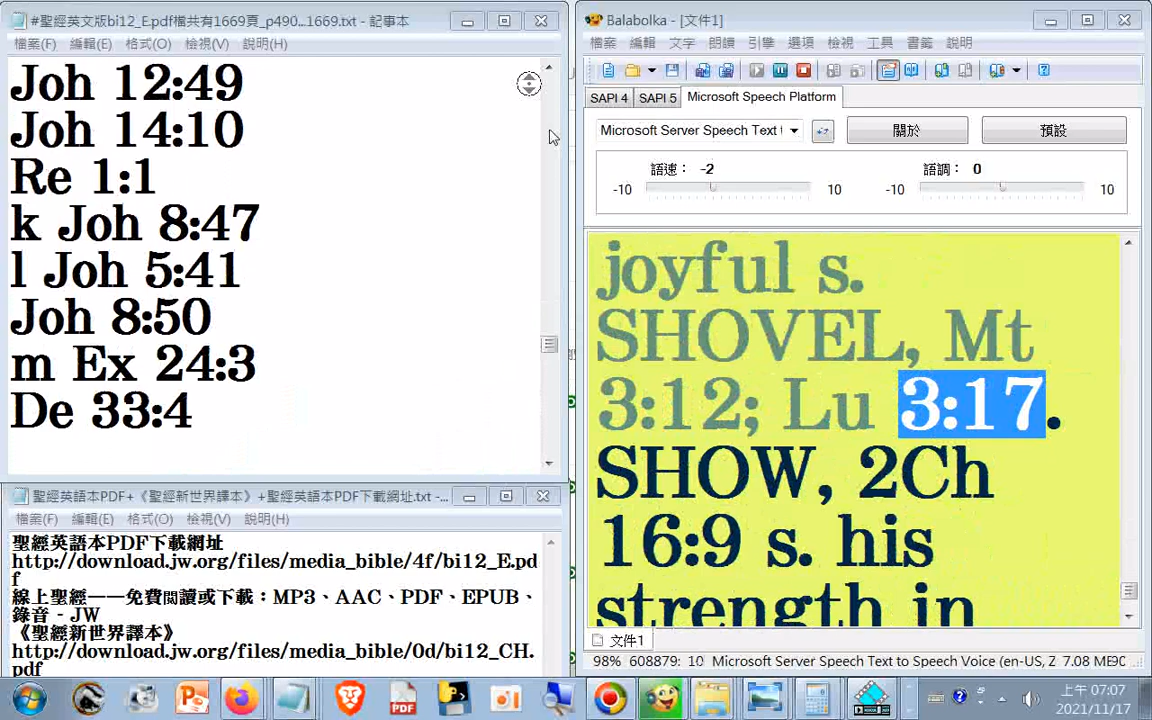 #聖經英文版bi12_E.pdf檔共有1669頁_p490...1669.txt - 記事本
檔案(F) 編輯(E) 格式(O) 檢視(V) 說明(H)
Joh 12:49
Joh 14:10
Re 1:1
k Joh 8:47
l Joh 5:41
Joh 8:50
m Ex 24:3
De 33:4
聖經英語本PDF+《聖經新世界譯本》+聖經英語本PDF下載網址.txt -...
檔案(F) 編輯(E) 格式(O) 檢視(V) 說明(H)
聖經英語本PDF下載網址
http://download.jw.org/files/media_bible/4f/bi12_E.pd
f
線上聖經——免費閱讀或下載：MP3、AAC、PDF、EPUB、
錄音 - JW
《聖經新世界譯本》
http://download.jw.org/files/media_bible/0d/bi12_CH.
pdf
Balabolka - [文件1]
檔案 編輯 文字 朗讀 引擎 選項 檢視 工具 書籤 說明
SAPI 4 SAPI 5 Microsoft Speech Platform
Microsoft Server Speech Text 關於 預設
語速： -2 語調： 0
-10 10 -10 10
joyful s.
SHOVEL, Mt
3:12; Lu 3:17.
SHOW, 2Ch
16:9 s. his
strength in
文件1
98% 608879: 10 Microsoft Server Speech Text to Speech Voice (en-US, Z 7.08 ME
上午 07:07
2021/11/17